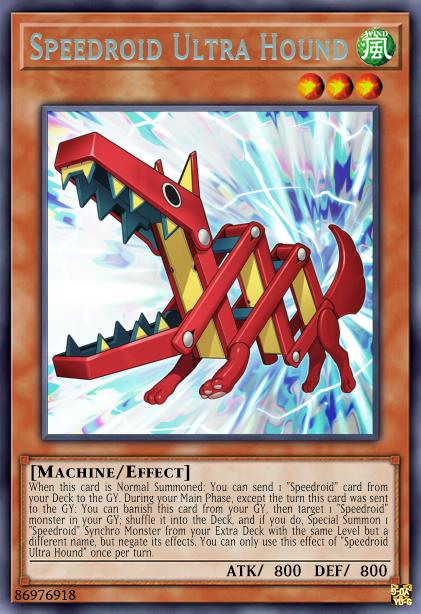 SPEEDROID ULTRA HOUND
WIND
風
[MACHINE/EFFECT]
When this card is Normal Summoned: You can send 1 "Speedroid" card from
your Deck to the GY. During your Main Phase, except the turn this card was sent
to the GY: You can banish this card from your GY, then target 1 "Speedroid"
monster in your GY; shuffle it into the Deck, and if you do, Special Summon 1
"Speedroid" Synchro Monster from your Extra Deck with the same Level but a
different name, but negate its effects. You can only use this effect of "Speedroid
Ultra Hound" once per turn.
ATK/ 800 DEF/ 800
86976918